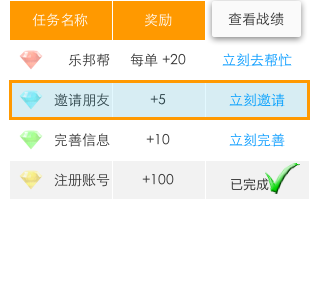 任务名称 奖励 查看战绩
乐邦帮 每单 +20 立刻去帮忙
邀请朋友 +5 立刻邀请
完善信息 +10 立刻完善
注册账号 +100 已完成